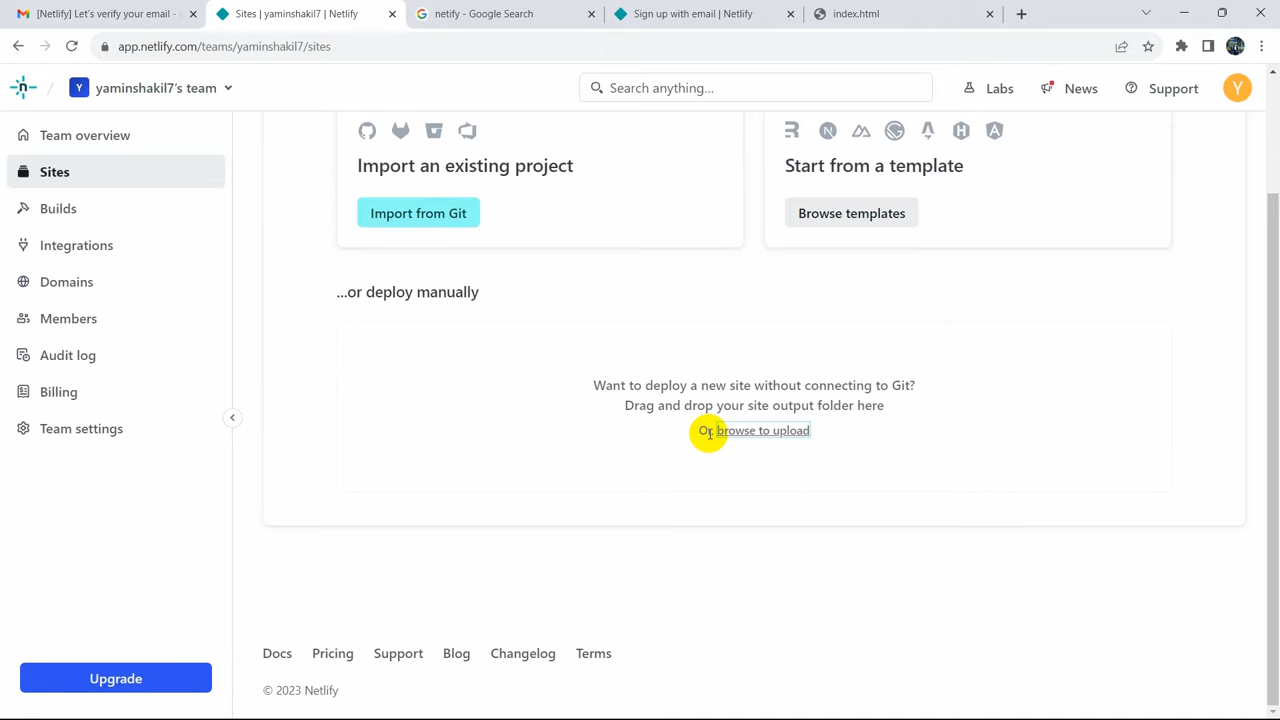 [Netlify] Let's verify your email -
Sites | yaminshakil7 | Netlify
netify - Google Search
Sign up with email | Netlify
index.html
app.netlify.com/teams/yaminshakil7/sites
Y yaminshakil7's team
Search anything...
Labs
News
Support
Y
Team overview
Sites
Builds
Integrations
Domains
Members
Audit log
Billing
Team settings
Upgrade
Import an existing project
Import from Git
Start from a template
Browse templates
...or deploy manually
Want to deploy a new site without connecting to Git?
Drag and drop your site output folder here
Or browse to upload
Docs Pricing Support Blog Changelog Terms
© 2023 Netlify